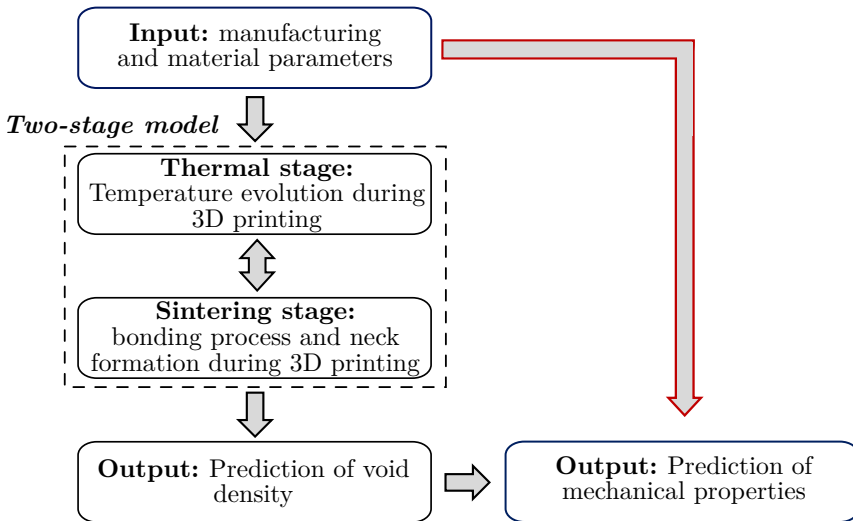 Input: manufacturing
and material parameters
Two-stage model
Thermal stage:
Temperature evolution during
3D printing
Sintering stage:
bonding process and neck
formation during 3D printing
Output: Prediction of void
density
Output: Prediction of
mechanical properties